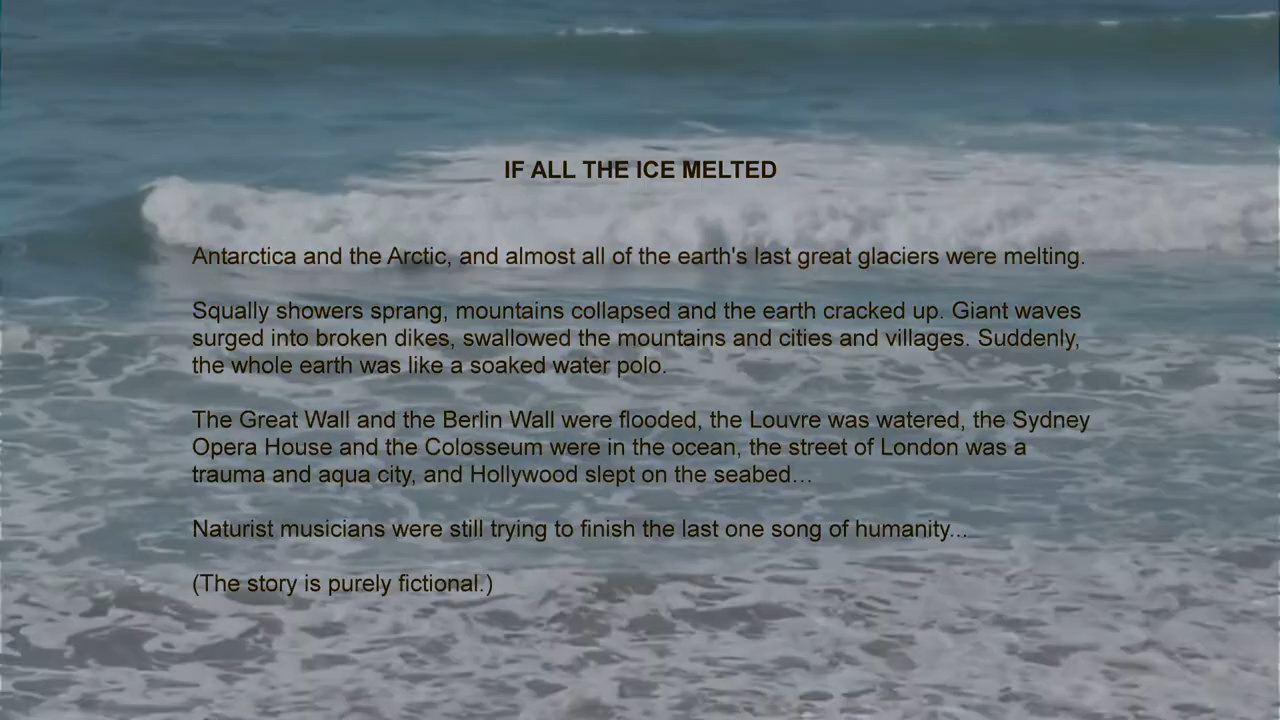 IF ALL THE ICE MELTED
Antarctica and the Arctic, and almost all of the earth's last great glaciers were melting.
Squally showers sprang, mountains collapsed and the earth cracked up. Giant waves
surged into broken dikes, swallowed the mountains and cities and villages. Suddenly,
the whole earth was like a soaked water polo.
The Great Wall and the Berlin Wall were flooded, the Louvre was watered, the Sydney
Opera House and the Colosseum were in the ocean, the street of London was a
trauma and aqua city, and Hollywood slept on the seabed…
Naturist musicians were still trying to finish the last one song of humanity...
(The story is purely fictional.)